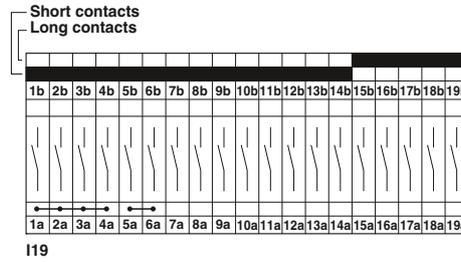 Short contacts
Long contacts
1b 2b 3b 4b 5b 6b 7b 8b 9b 10b 11b 12b 13b 14b 15b 16b 17b 18b
1a 2a 3a 4a 5a 6a 7a 8a 9a 10a 11a 12a 13a 14a 15a 16a 17a 18a
I19